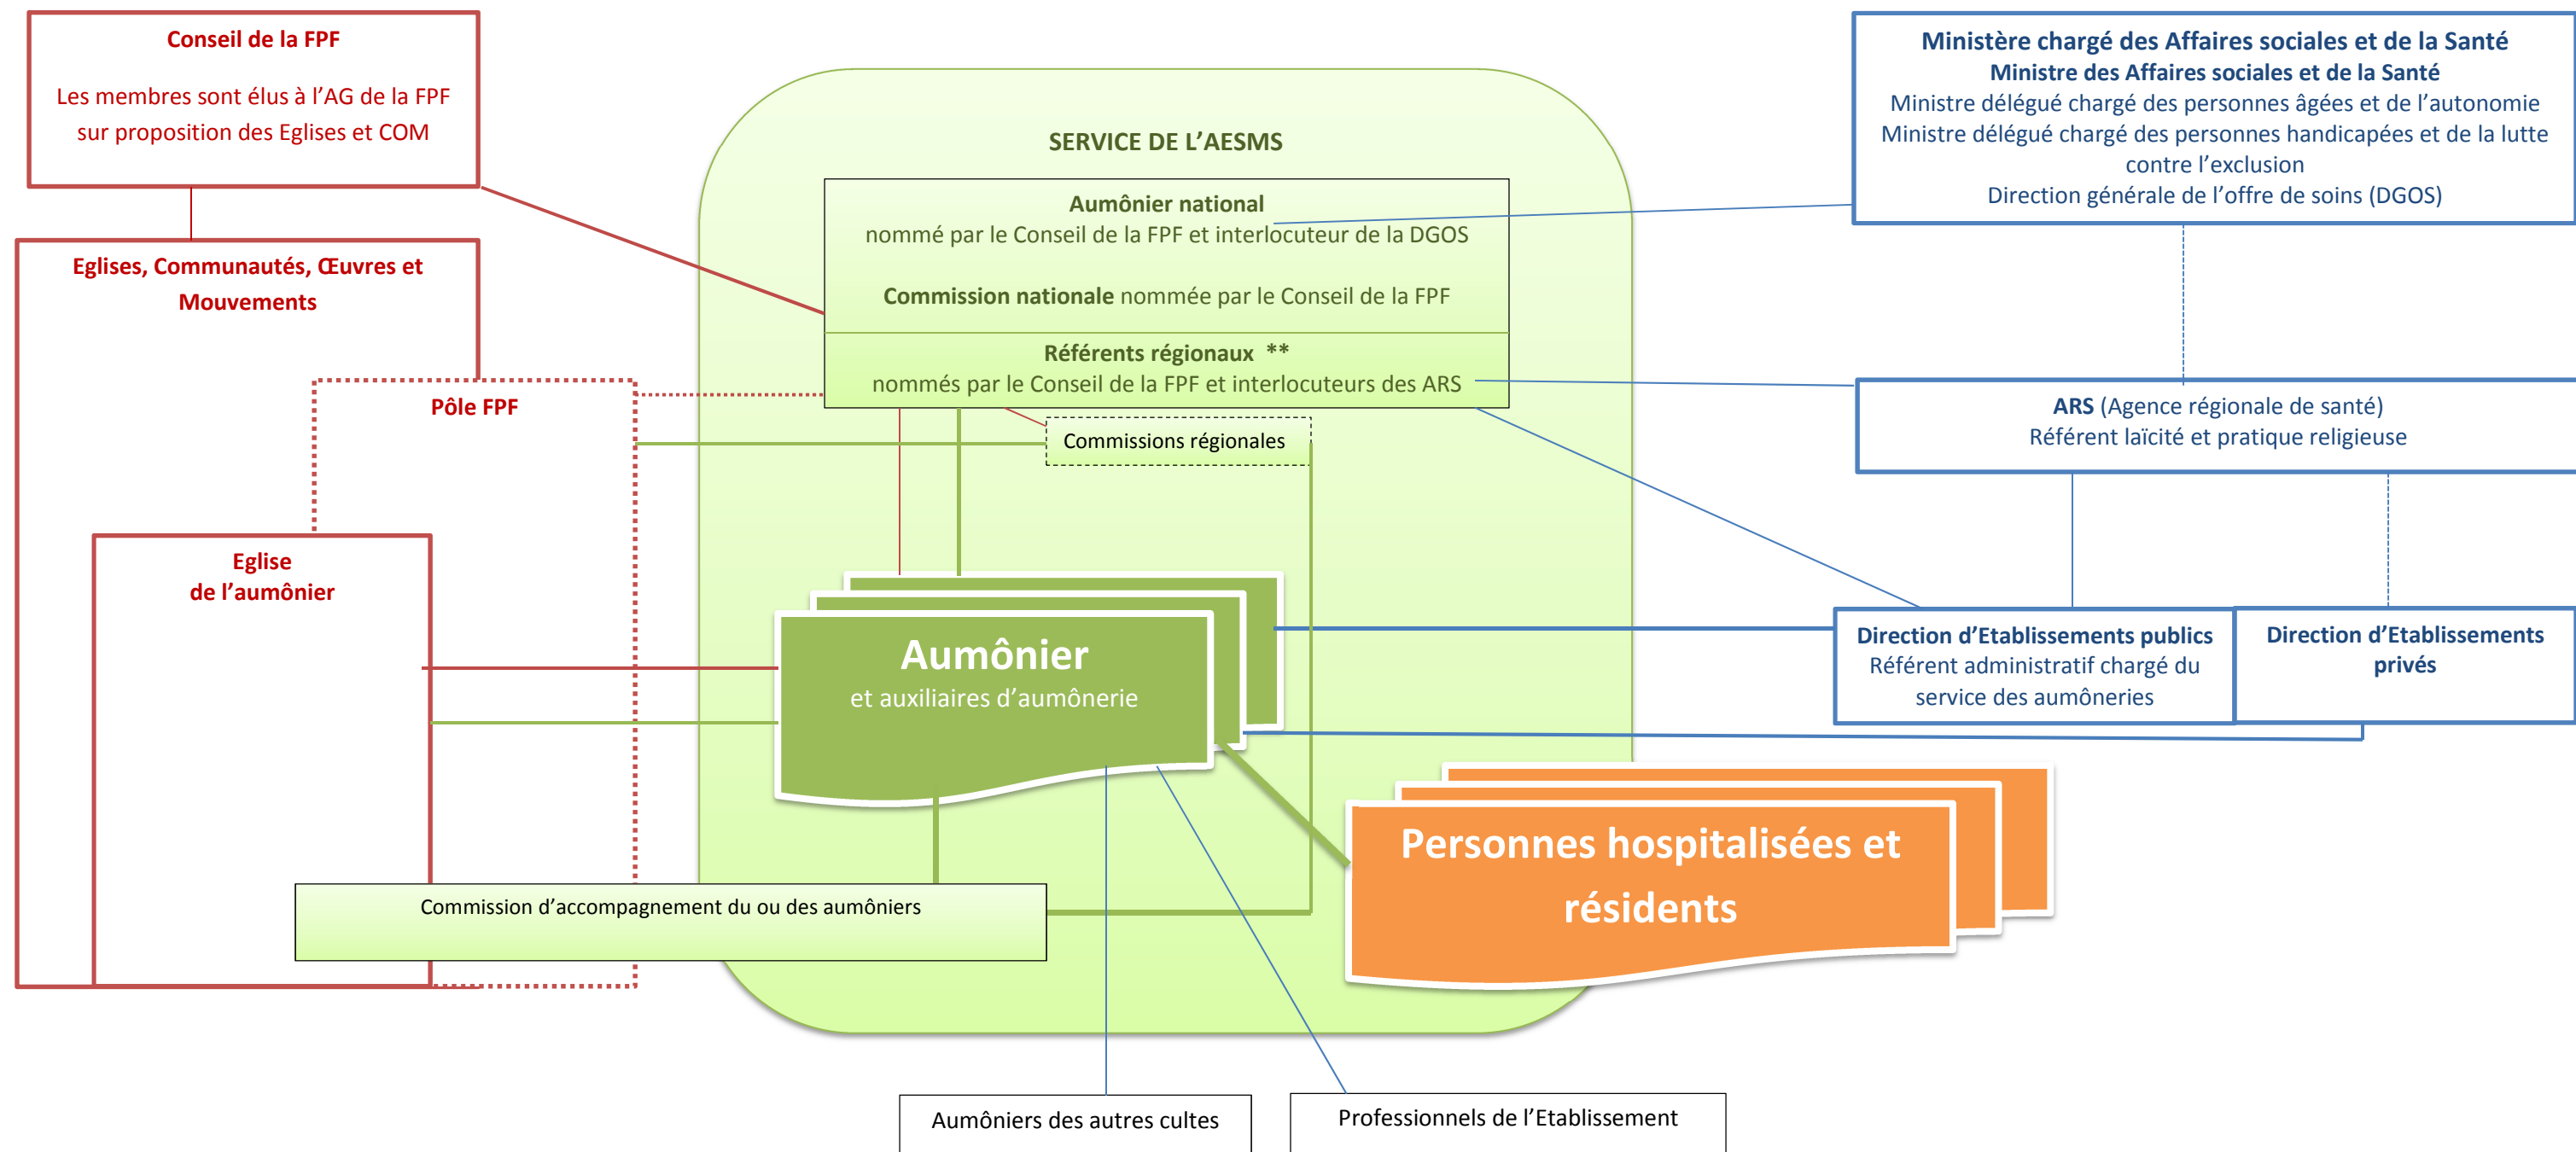 Conseil de la FPF
Les membres sont élus à l’AG de la FPF
sur proposition des Eglises et COM
Eglises, Communautés, Œuvres et
Mouvements
Pôle FPF
Eglise
de l’aumônier
SERVICE DE L’AESMS
Aumônier national
nommé par le Conseil de la FPF et interlocuteur de la DGOS
Commission nationale nommée par le Conseil de la FPF
Référents régionaux **
nommés par le Conseil de la FPF et interlocuteurs des ARS
Commissions régionales
Aumônier
et auxiliaires d’aumônerie
Commission d’accompagnement du ou des aumôniers
Ministère chargé des Affaires sociales et de la Santé
Ministre des Affaires sociales et de la Santé
Ministre délégué chargé des personnes âgées et de l’autonomie
Ministre délégué chargé des personnes handicapées et de la lutte
contre l’exclusion
Direction générale de l’offre de soins (DGOS)
ARS (Agence régionale de santé)
Référent laïcité et pratique religieuse
Direction d’Etablissements publics
Référent administratif chargé du
service des aumôneries
Direction d’Etablissements
privés
Personnes hospitalisées et
résidents
Aumôniers des autres cultes
Professionnels de l’Etablissement